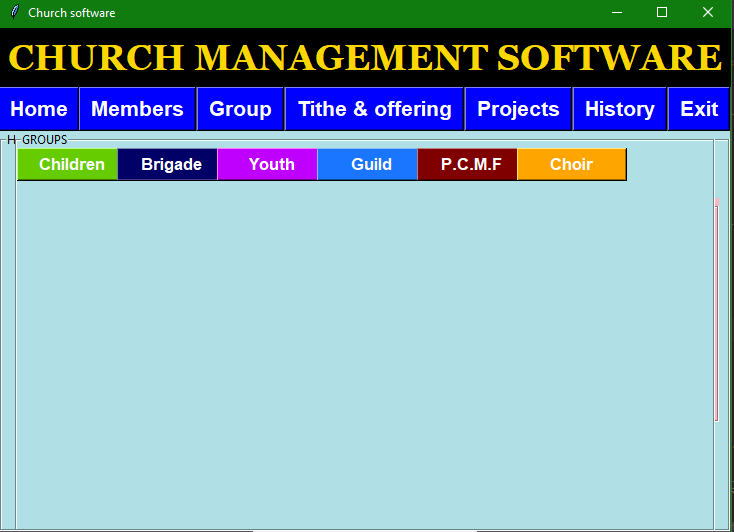 Church software
CHURCH MANAGEMENT SOFTWARE
Home Members Group Tithe & offering Projects History Exit
H GROUPS
Children Brigade Youth Guild P.C.M.F Choir